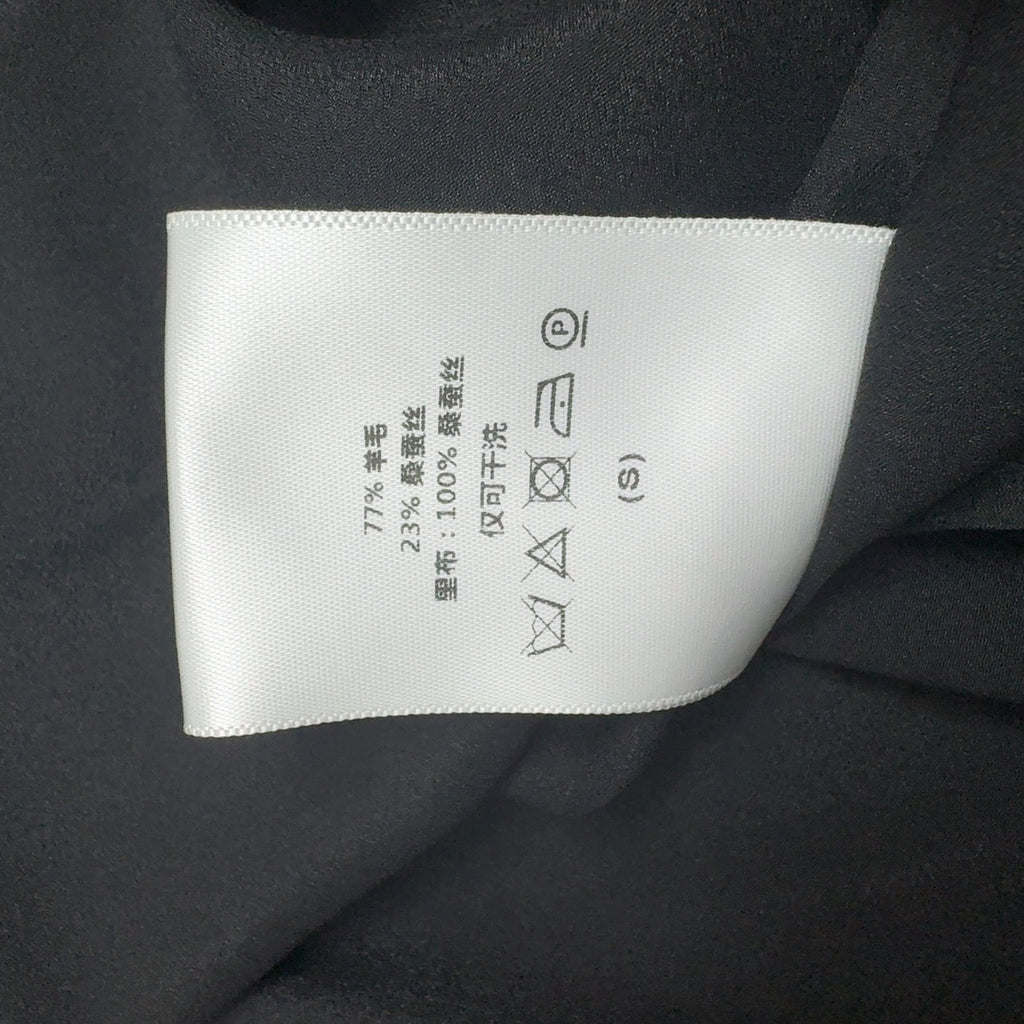 77% 羊毛
23% 桑蚕丝
里布：100% 桑蚕丝
仅可干洗
P
(S)